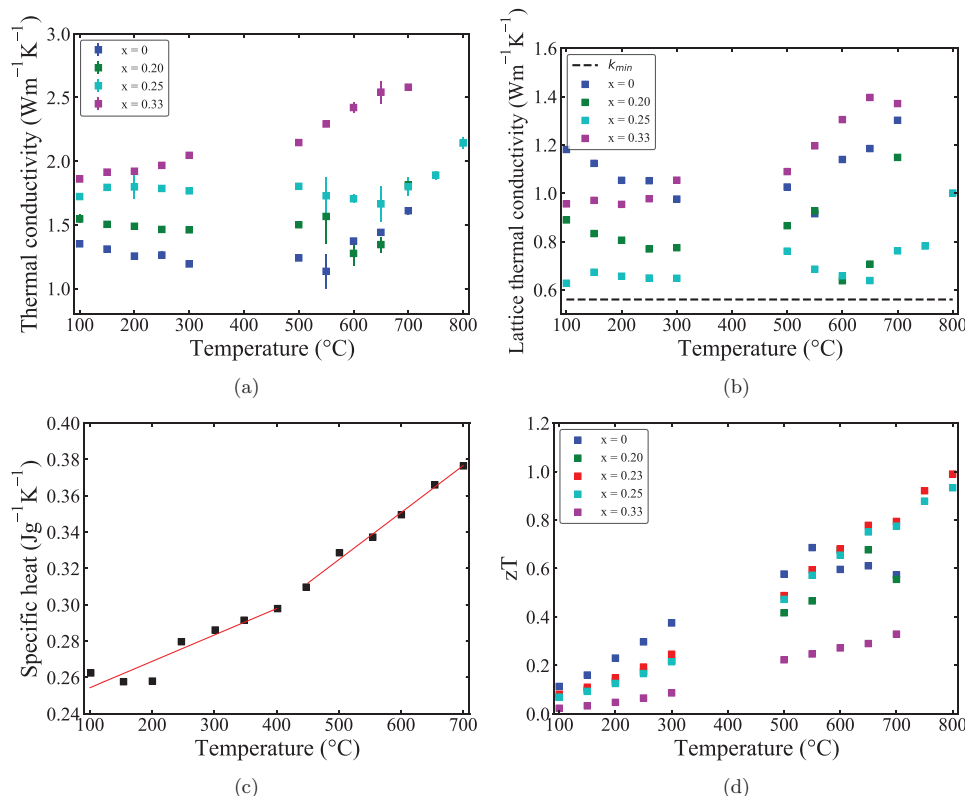 Thermal conductivity (Wm⁻¹K⁻¹)
3.0
2.5
2.0
1.5
1.0
x = 0
x = 0.20
x = 0.25
x = 0.33
100 200 300 400 500 600 700 800
Temperature (°C)
(a)
Lattice thermal conductivity (Wm⁻¹K⁻¹)
1.6
1.4
1.2
1.0
0.8
0.6
k_min
x = 0
x = 0.20
x = 0.25
x = 0.33
100 200 300 400 500 600 700 800
Temperature (°C)
(b)
Specific heat (Jg⁻¹K⁻¹)
0.40
0.38
0.36
0.34
0.32
0.30
0.28
0.26
0.24
100 200 300 400 500 600 700
Temperature (°C)
(c)
zT
1.2
1.0
0.8
0.6
0.4
0.2
0.0
x = 0
x = 0.20
x = 0.23
x = 0.25
x = 0.33
100 200 300 400 500 600 700 800
Temperature (°C)
(d)